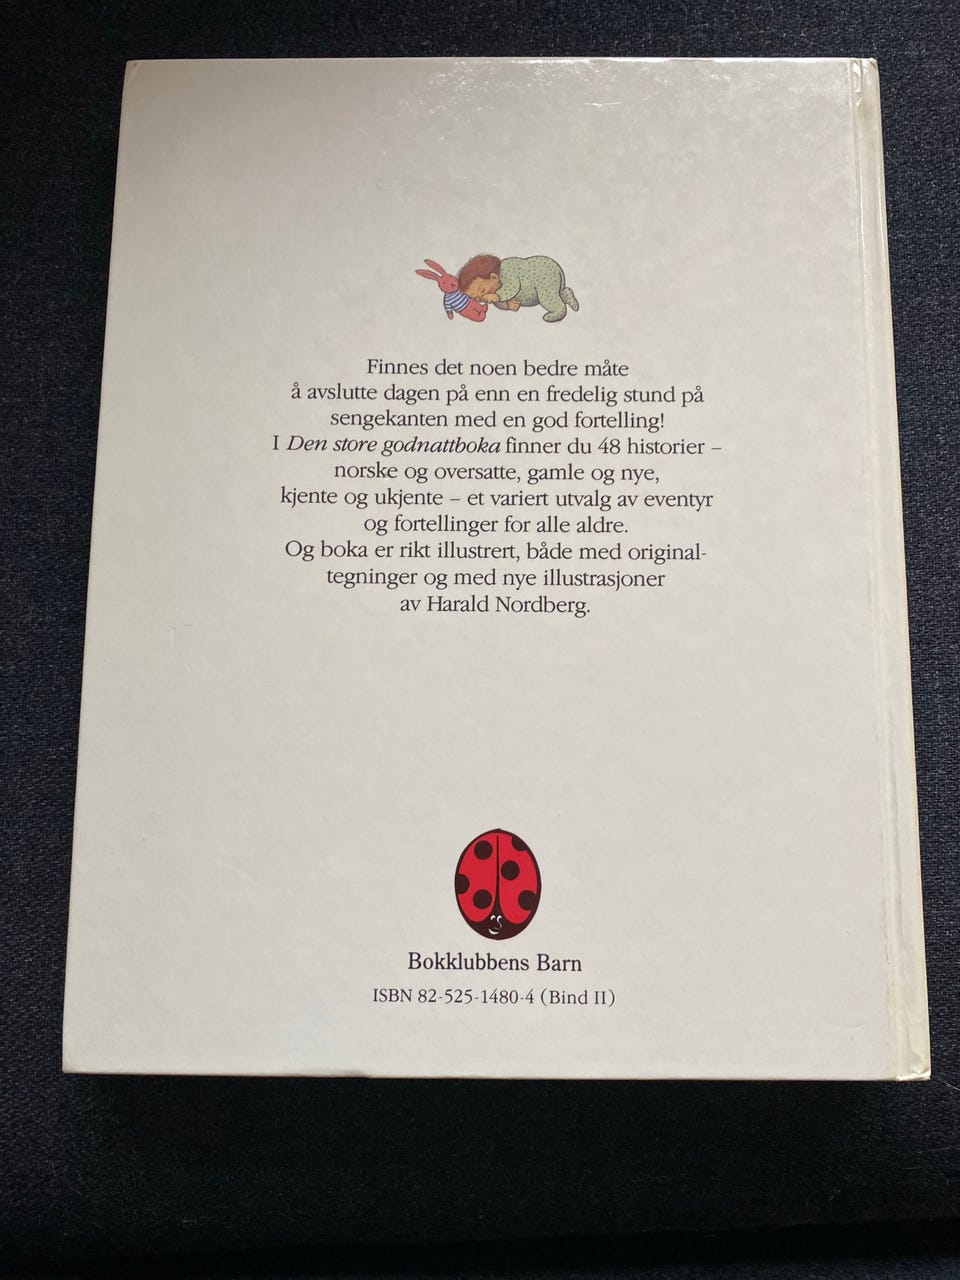 Finnes det noen bedre måte
å avslutte dagen på enn en fredelig stund på
sengekanten med en god fortelling!
I Den store godnattboka finner du 48 historier –
norske og oversatte, gamle og nye,
kjente og ukjente – et variert utvalg av eventyr
og fortellinger for alle aldre.
Og boka er rikt illustrert, både med original-
tegninger og med nye illustrasjoner
av Harald Nordberg.
Bokklubbens Barn
ISBN 82-525-1480-4 (Bind II)